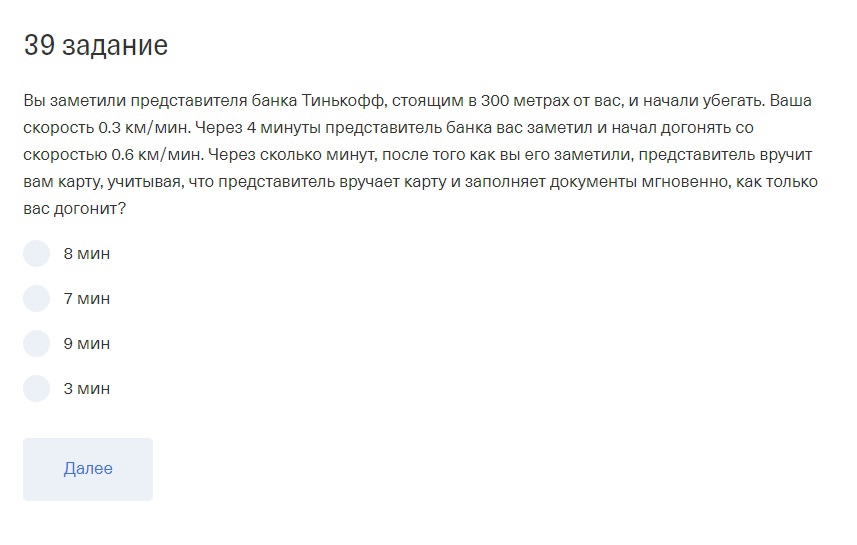 39 задание
Вы заметили представителя банка Тинькофф, стоящим в 300 метрах от вас, и начали убегать. Ваша
скорость 0.3 км/мин. Через 4 минуты представитель банка вас заметил и начал догонять со
скоростью 0.6 км/мин. Через сколько минут, после того как вы его заметили, представитель вручит
вам карту, учитывая, что представитель вручает карту и заполняет документы мгновенно, как только
вас догонит?
8 мин
7 мин
9 мин
3 мин
Далее